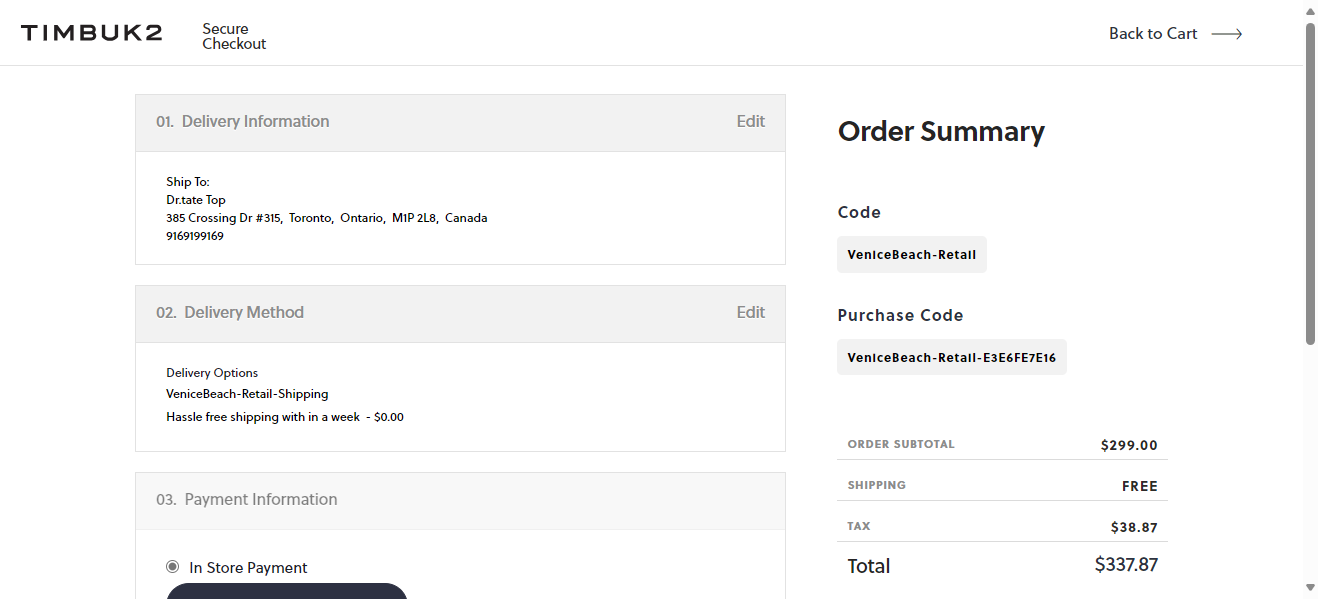 TIMBUK2
Secure
Checkout
Back to Cart
01. Delivery Information
Edit
Ship To:
Dr.tate Top
385 Crossing Dr #315, Toronto, Ontario, M1P 2L8, Canada
9169199169
02. Delivery Method
Edit
Delivery Options
VeniceBeach-Retail-Shipping
Hassle free shipping with in a week - $0.00
03. Payment Information
In Store Payment
Order Summary
Code
VeniceBeach-Retail
Purchase Code
VeniceBeach-Retail-E3E6FE7E16
ORDER SUBTOTAL $299.00
SHIPPING FREE
TAX $38.87
Total $337.87